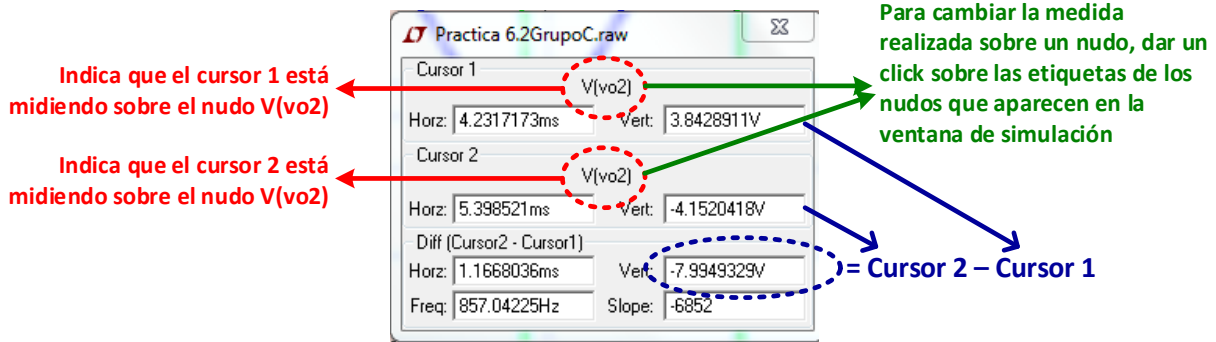 Para cambiar la medida
realizada sobre un nudo, dar un
click sobre las etiquetas de los
nudos que aparecen en la
ventana de simulación
Indica que el cursor 1 está
midiendo sobre el nudo V(vo2)
Indica que el cursor 2 está
midiendo sobre el nudo V(vo2)
Practica 6.2GrupoC.raw
Cursor 1
V(vo2)
Horz: 4.2317173ms Vert: 3.8428911V
Cursor 2
V(vo2)
Horz: 5.398521ms Vert: -4.1520418V
Diff (Cursor2 - Cursor1)
Horz: 1.1668036ms Vert: -7.9949329V
Freq: 857.04225Hz Slope: -6852
= Cursor 2 – Cursor 1